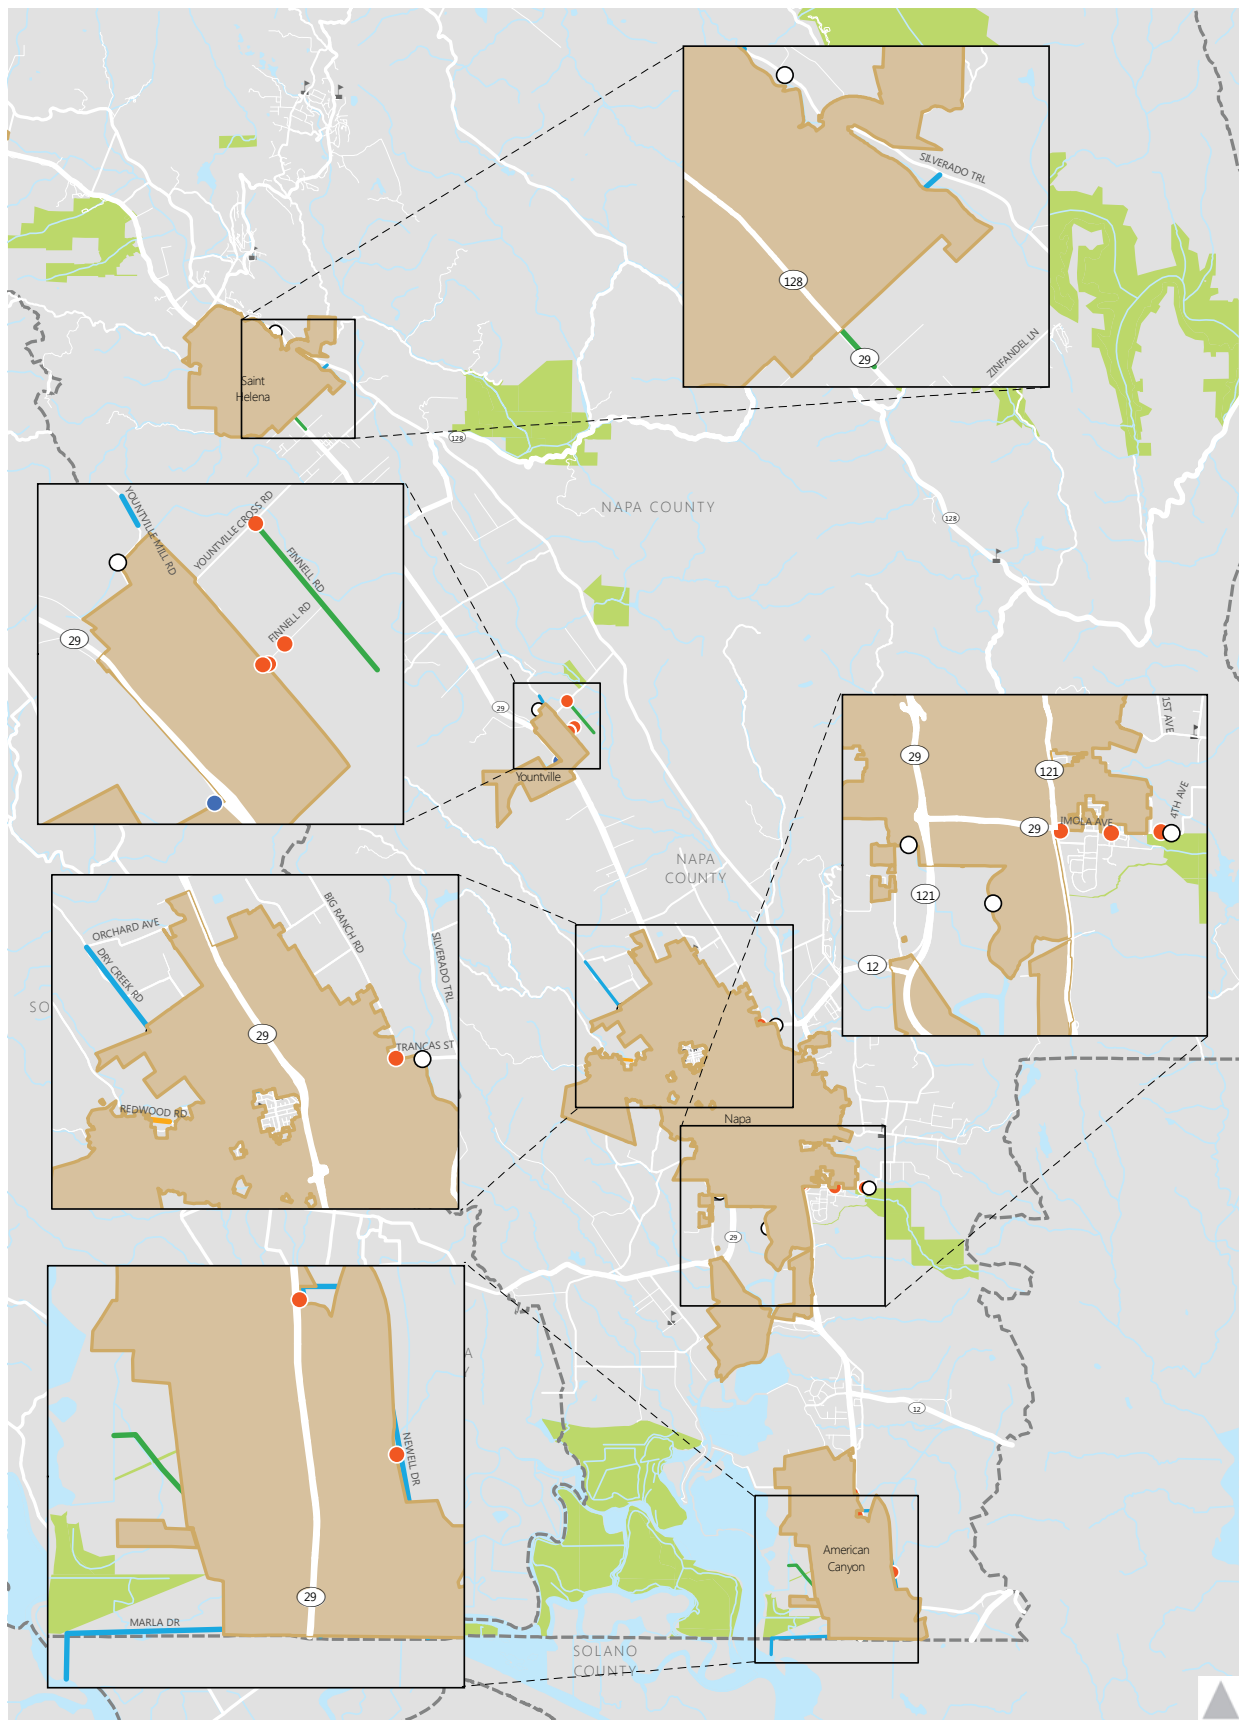 SILVERADO TRL
128
29
ZINFANDEL LN
Saint
Helena
128
NAPA COUNTY
128
YOUNTVILLE MILL RD
YOUNTVILLE CROSS RD
FINNELL RD
FINNELL RD
29
29
Yountville
1ST AVE
29
121
4TH AVE
29
IMOLA AVE
121
12
NAPA
COUNTY
ORCHARD AVE
DRY CREEK RD
BIG RANCH RD
SILVERADO TRL
SO
29
TRANCAS ST
REDWOOD RD
Napa
29
A
Y
12
NEWELL DR
American
Canyon
29
MARLA DR
SOLANO
COUNTY